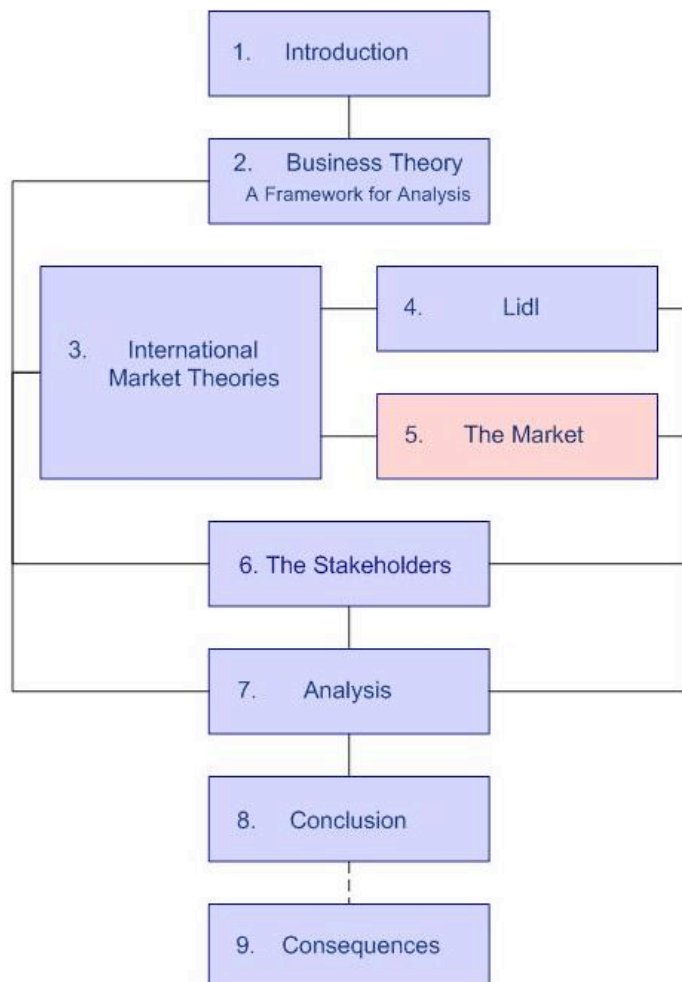 1. Introduction
2. Business Theory
A Framework for Analysis
3. International
Market Theories
4. Lidl
5. The Market
6. The Stakeholders
7. Analysis
8. Conclusion
9. Consequences